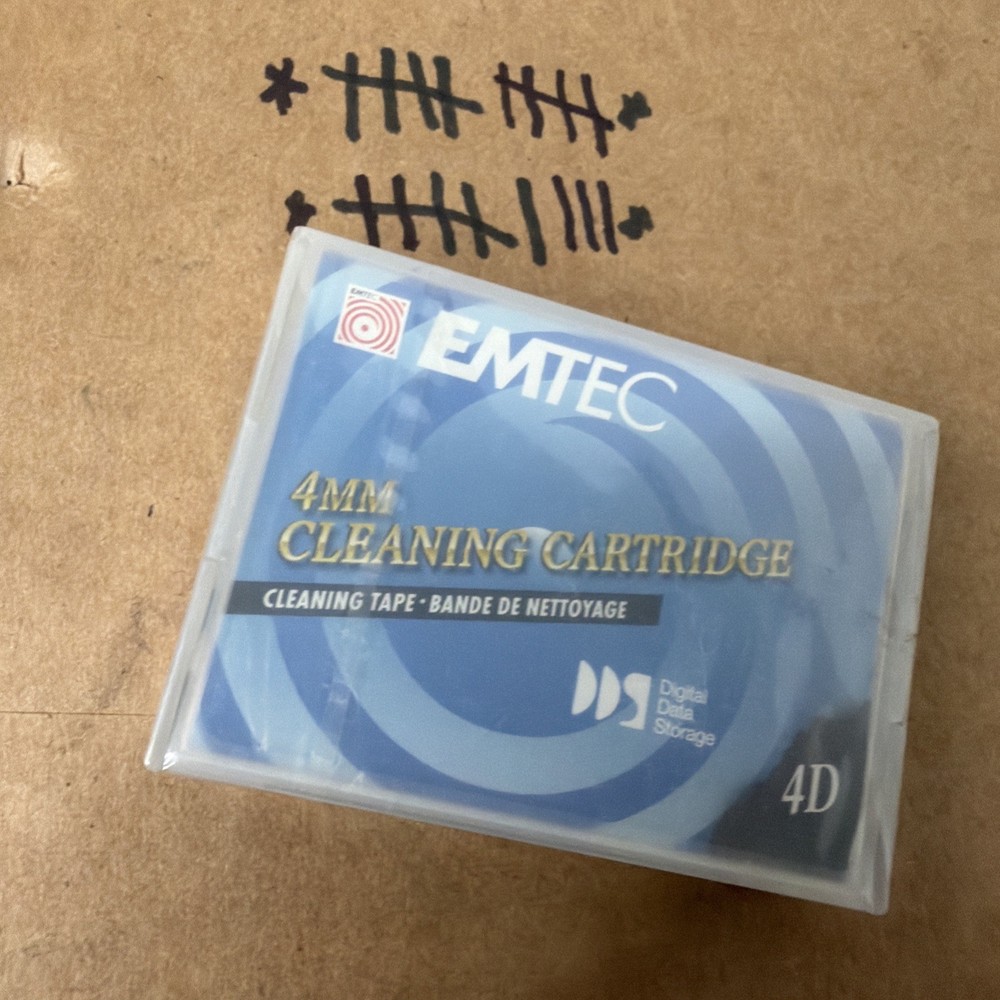 * 𝍸 𝍸 *
* 𝍸 |||| *
EMTEC
EMTEC
4MM
CLEANING CARTRIDGE
CLEANING TAPE · BANDE DE NETTOYAGE
DDS Digital
Data
Storage
4D